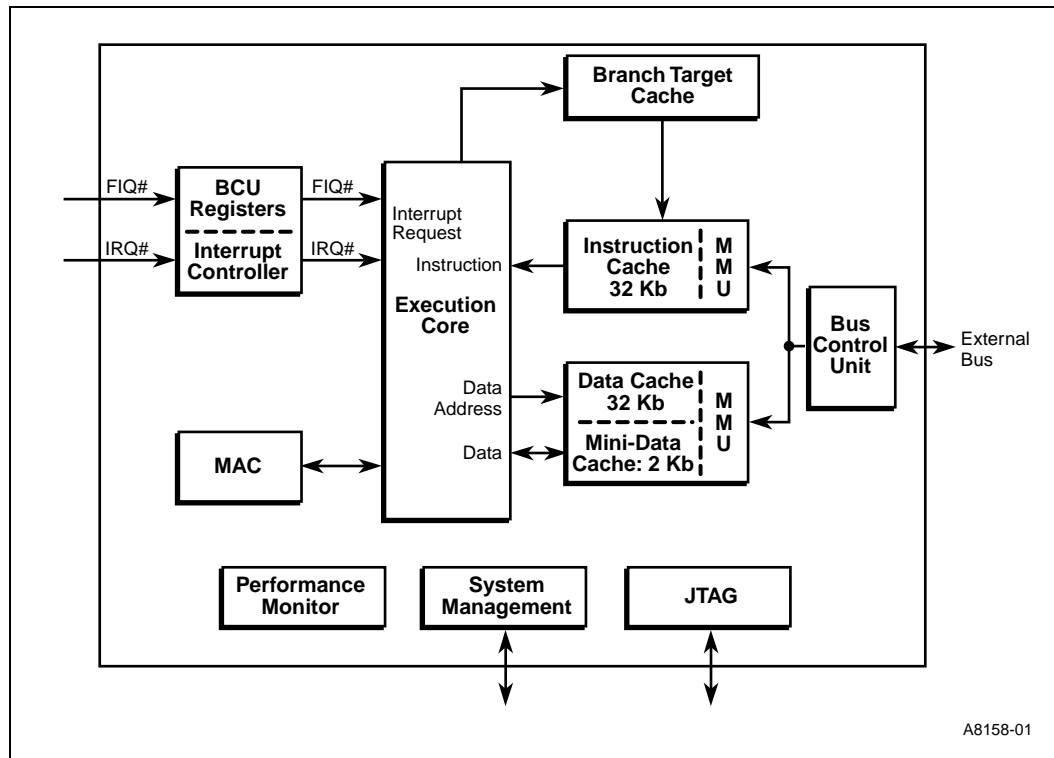 Branch Target
Cache
FIQ#
BCU
Registers
FIQ#
IRQ#
Interrupt
Controller
IRQ#
Interrupt
Request
Instruction
Execution
Core
Data
Address
Data
Instruction
Cache
32 Kb
M
M
U
Data Cache
32 Kb
Mini-Data
Cache: 2 Kb
M
M
U
Bus
Control
Unit
External
Bus
MAC
Performance
Monitor
System
Management
JTAG
A8158-01